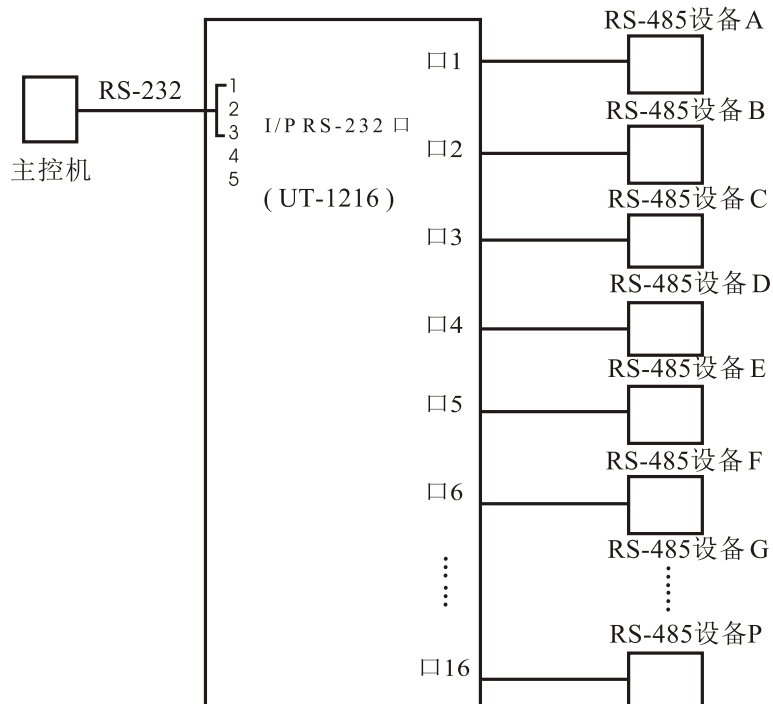 RS-485设备A
口1
RS-232
1
2
3
4
5
I/P RS-232 口
(UT-1216)
主控机
RS-485设备B
口2
RS-485设备C
口3
RS-485设备D
口4
RS-485设备E
口5
RS-485设备F
口6
RS-485设备G
……
……
RS-485设备P
口16